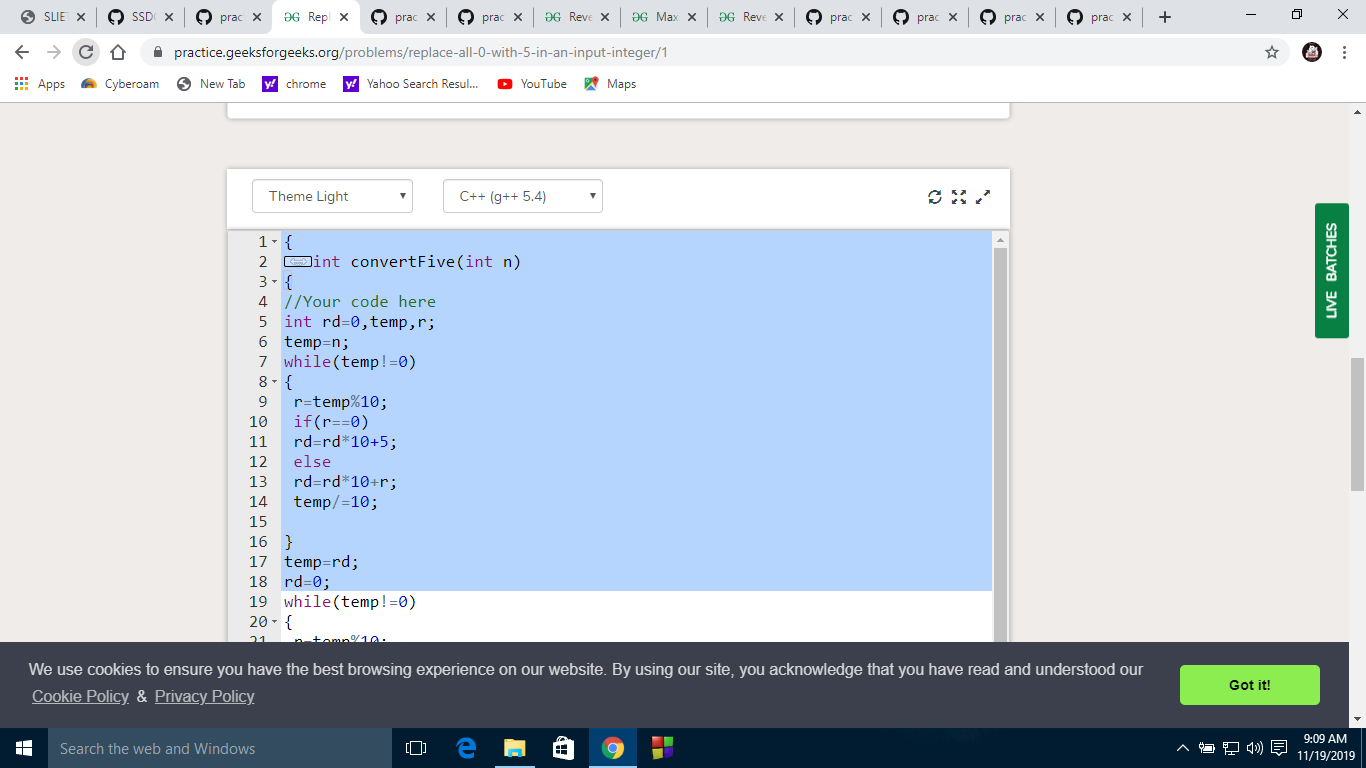 SLIE
SSD
prac
Repl
prac
prac
Reve
Max
Reve
prac
prac
prac
prac
practice.geeksforgeeks.org/problems/replace-all-0-with-5-in-an-input-integer/1
Apps
Cyberoam
New Tab
chrome
Yahoo Search Resul...
YouTube
Maps
Theme Light
C++ (g++ 5.4)
LIVE BATCHES
1 {
2 int convertFive(int n)
3 {
4 //Your code here
5 int rd=0,temp,r;
6 temp=n;
7 while(temp!=0)
8 {
9 r=temp%10;
10 if(r==0)
11 rd=rd*10+5;
12 else
13 rd=rd*10+r;
14 temp/=10;
15
16 }
17 temp=rd;
18 rd=0;
19 while(temp!=0)
20 {
21 r=temp%10;
We use cookies to ensure you have the best browsing experience on our website. By using our site, you acknowledge that you have read and understood our
Cookie Policy & Privacy Policy
Got it!
Search the web and Windows
9:09 AM
11/19/2019